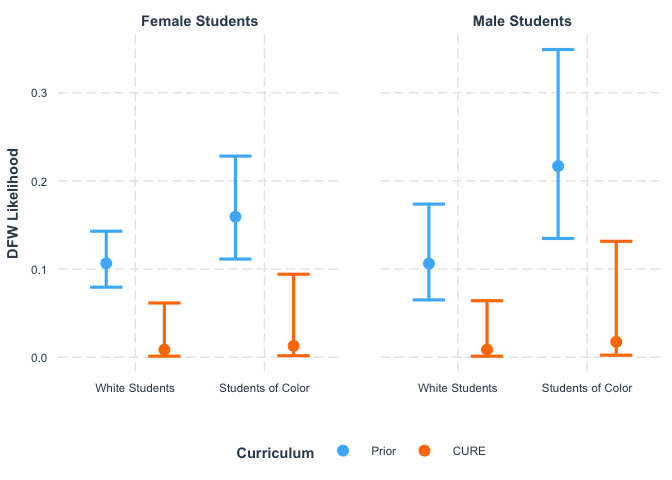 Female Students
Male Students
DFW Likelihood
0.3
0.2
0.1
0.0
White Students
Students of Color
White Students
Students of Color
Curriculum
Prior
CURE